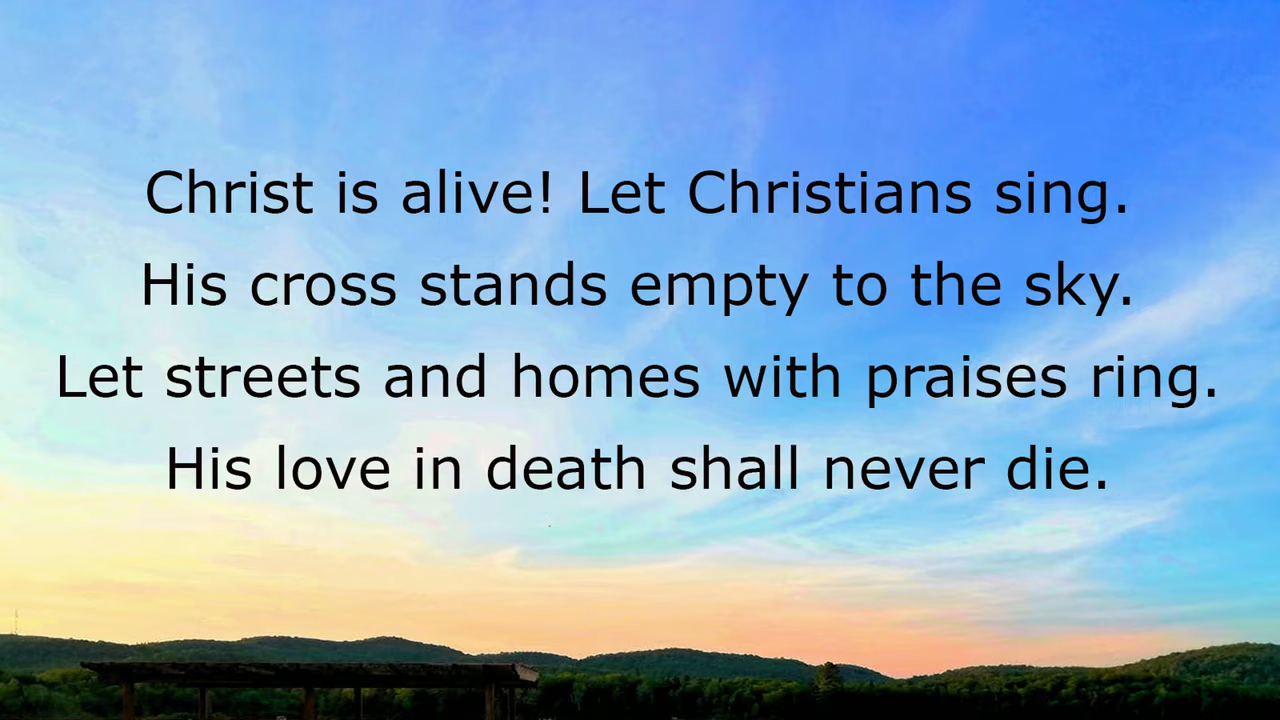 Christ is alive! Let Christians sing.
His cross stands empty to the sky.
Let streets and homes with praises ring.
His love in death shall never die.